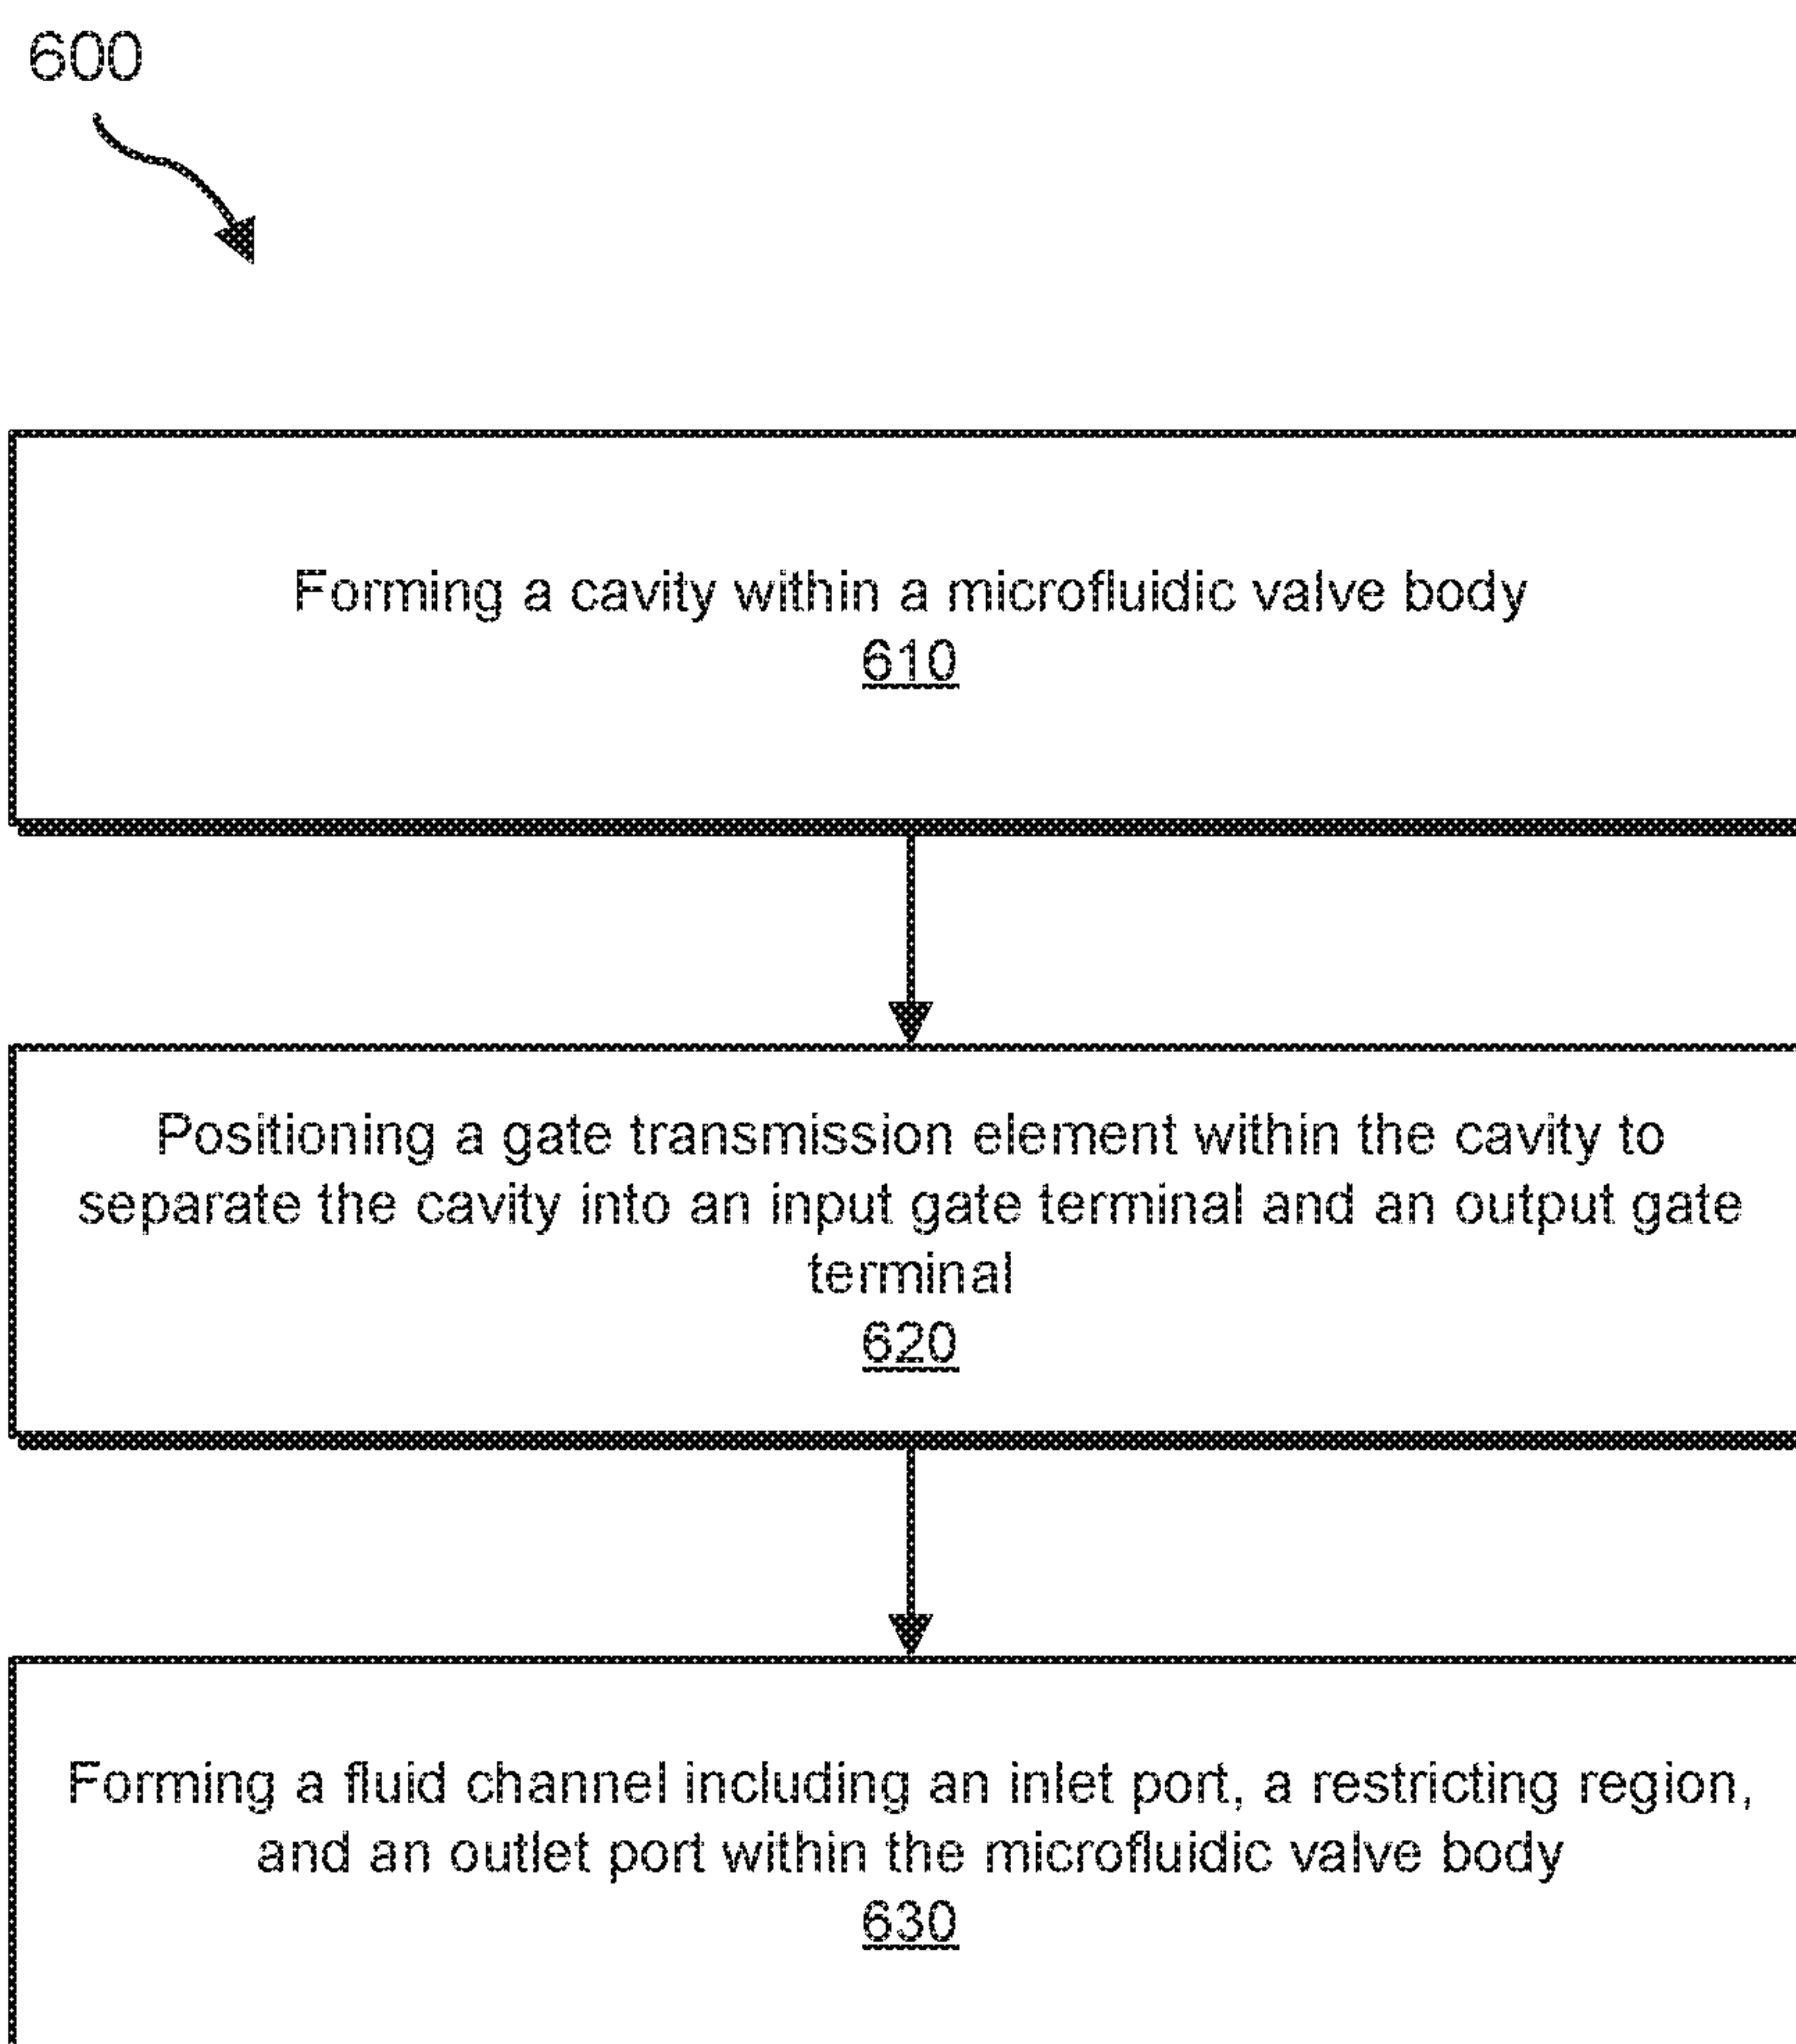 600
Forming a cavity within a microfluidic valve body
610
Positioning a gate transmission element within the cavity to
separate the cavity into an input gate terminal and an output gate
terminal
620
Forming a fluid channel including an inlet port, a restricting region,
and an outlet port within the microfluidic valve body
630